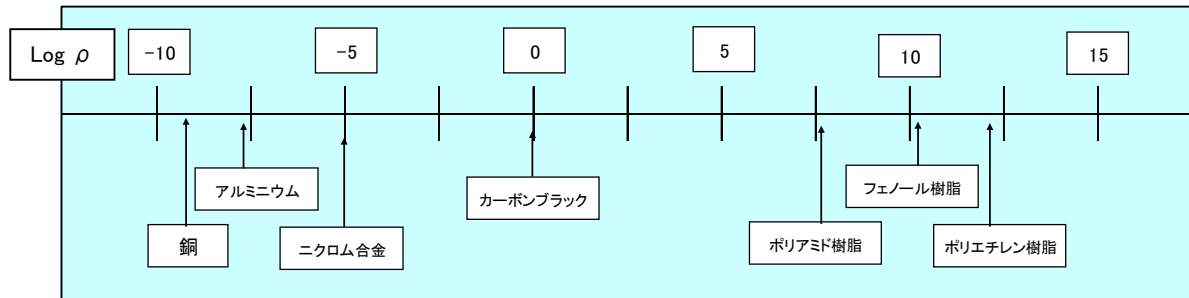 Log ρ
-10
-5
0
5
10
15
アルミニウム
カーボンブラック
フェノール樹脂
銅
ニクロム合金
ポリアミド樹脂
ポリエチレン樹脂